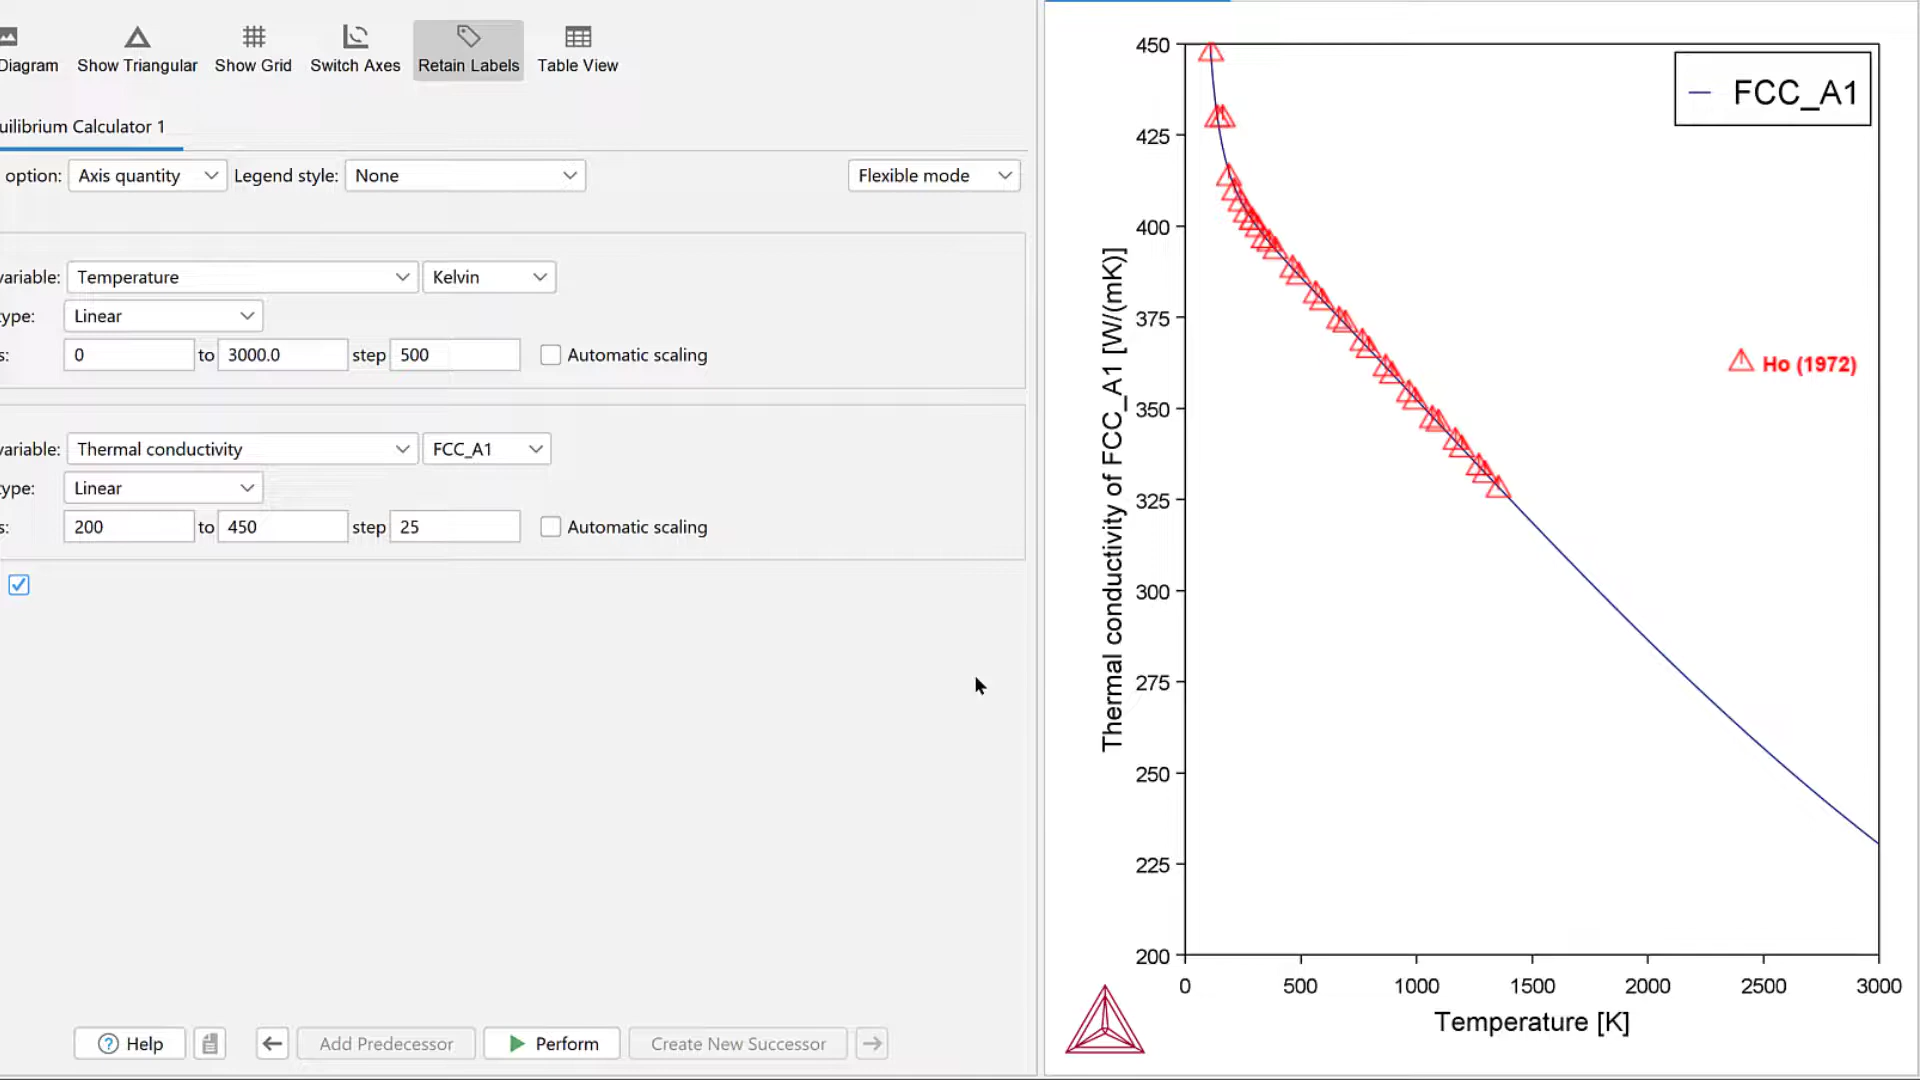 Diagram Show Triangular Show Grid Switch Axes Retain Labels Table View
uilibrium Calculator 1
option: Axis quantity Legend style: None Flexible mode
variable: Temperature Kelvin
ype: Linear
s: 0 to 3000.0 step 500 Automatic scaling
variable: Thermal conductivity FCC_A1
ype: Linear
s: 200 to 450 step 25 Automatic scaling
Help Add Predecessor Perform Create New Successor
Thermal conductivity of FCC_A1 [W/(mK)]
450
425
400
375
350
325
300
275
250
225
200
FCC_A1
Ho (1972)
0 500 1000 1500 2000 2500 3000
Temperature [K]